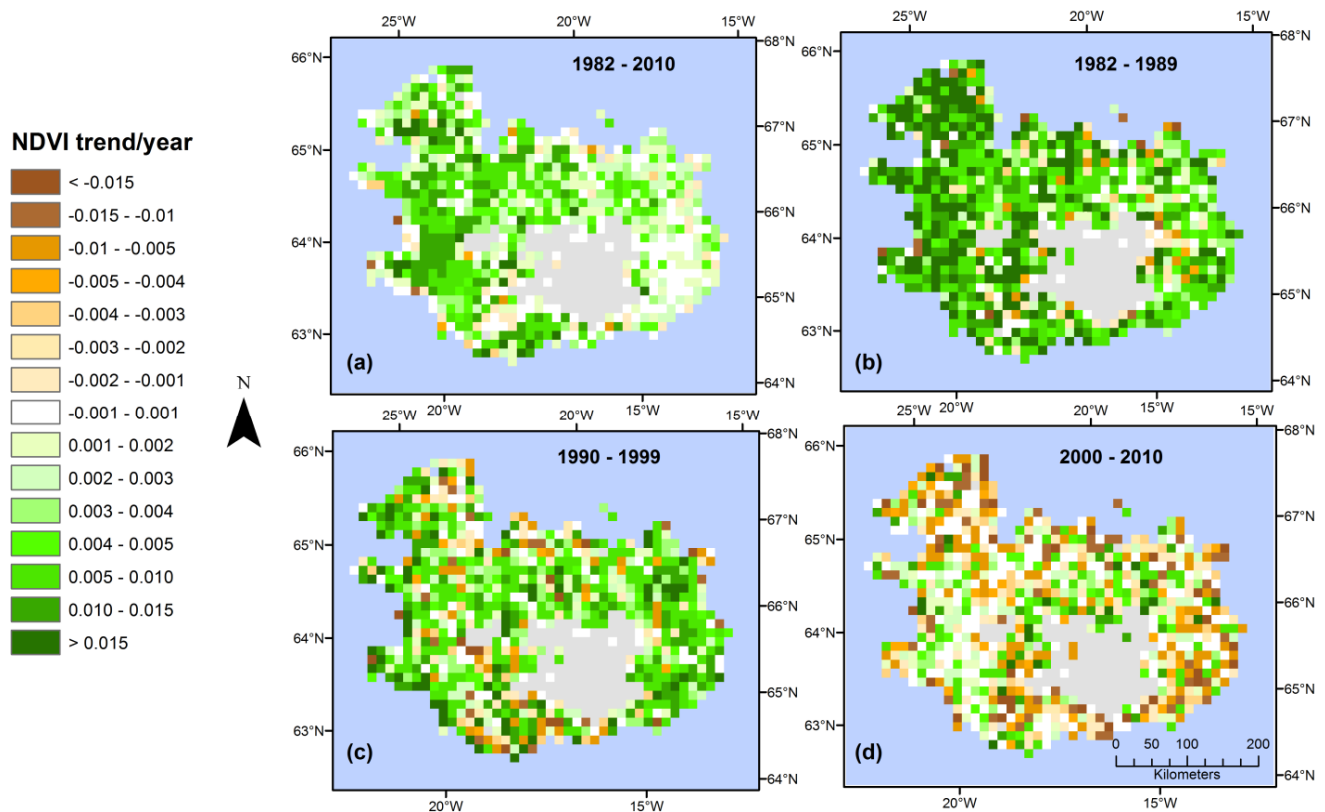 25°W 20°W 15°W
66°N 68°N
1982 - 2010
65°N 67°N
64°N 66°N
63°N 65°N
(a) 64°N
20°W 15°W
25°W 20°W 15°W
66°N 68°N
1982 - 1989
65°N 67°N
64°N 66°N
63°N 65°N
(b) 64°N
20°W 15°W
NDVI trend/year
< -0.015
-0.015 - -0.01
-0.01 - -0.005
-0.005 - -0.004
-0.004 - -0.003
-0.003 - -0.002
-0.002 - -0.001
-0.001 - 0.001
0.001 - 0.002
0.002 - 0.003
0.003 - 0.004
0.004 - 0.005
0.005 - 0.010
0.010 - 0.015
> 0.015
N
25°W 20°W 15°W
66°N 68°N
1990 - 1999
65°N 67°N
64°N 66°N
63°N 65°N
(c) 64°N
20°W 15°W
25°W 20°W 15°W
66°N 68°N
2000 - 2010
65°N 67°N
64°N 66°N
63°N 65°N
(d) 0 50 100 200
Kilometers
64°N
20°W 15°W